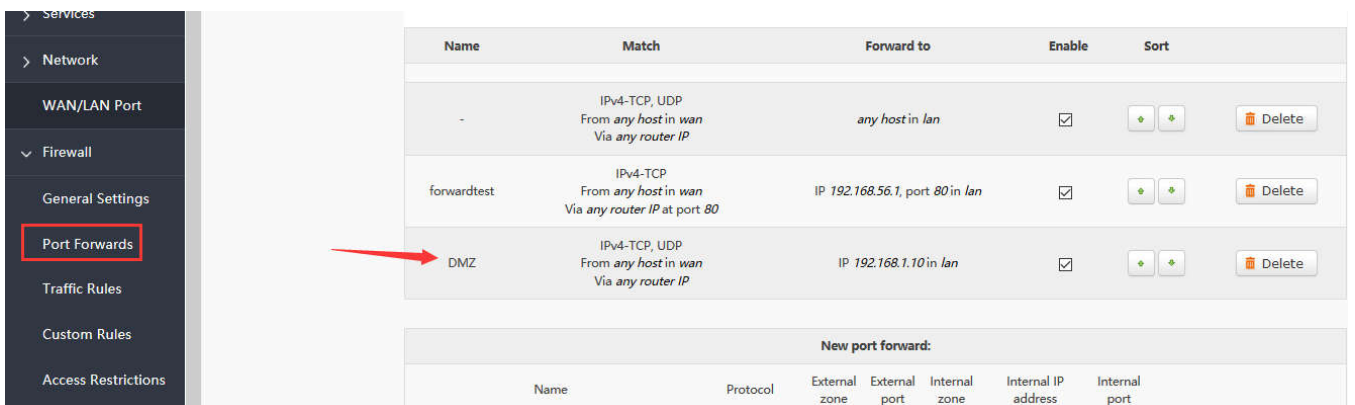 Services
Network
WAN/LAN Port
Firewall
General Settings
Port Forwards
Traffic Rules
Custom Rules
Access Restrictions
Name Match Forward to Enable Sort
IPv4-TCP, UDP
From any host in wan
Via any router IP
- any host in lan Delete
IPv4-TCP
From any host in wan
Via any router IP at port 80
forwardtest IP 192.168.56.1, port 80 in lan Delete
IPv4-TCP, UDP
From any host in wan
Via any router IP
DMZ IP 192.168.1.10 in lan Delete
New port forward:
Name Protocol External zone External port Internal zone Internal IP address Internal port